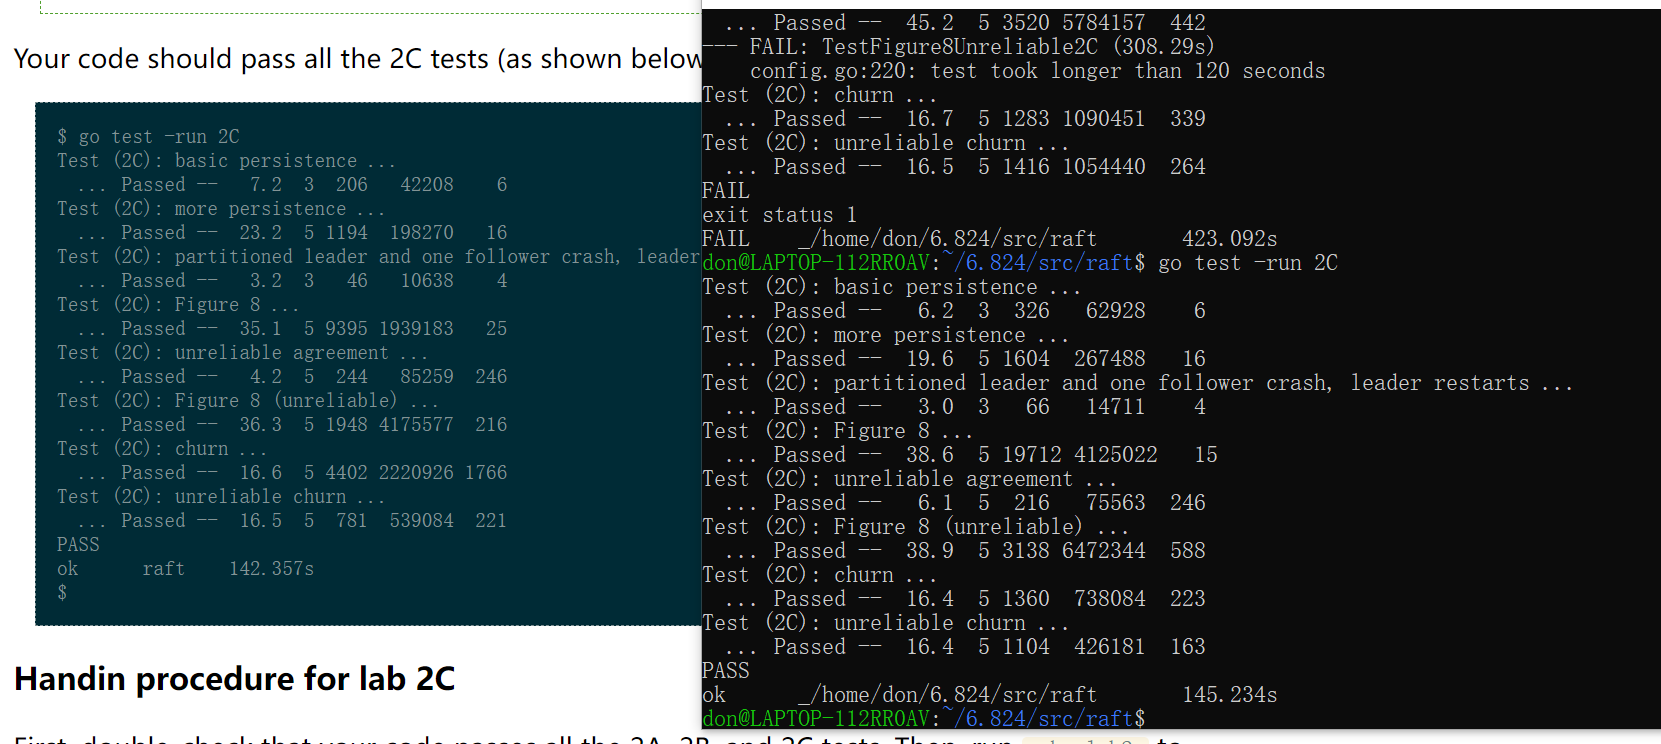 Your code should pass all the 2C tests (as shown below
$ go test -run 2C
Test (2C): basic persistence ...
  ... Passed --   7.2  3  206   42208    6
Test (2C): more persistence ...
  ... Passed --  23.2  5 1194  198270   16
Test (2C): partitioned leader and one follower crash, leader
  ... Passed --   3.2  3   46   10638    4
Test (2C): Figure 8 ...
  ... Passed --  35.1  5 9395 1939183   25
Test (2C): unreliable agreement ...
  ... Passed --   4.2  5  244   85259  246
Test (2C): Figure 8 (unreliable) ...
  ... Passed --  36.3  5 1948 4175577  216
Test (2C): churn ...
  ... Passed --  16.6  5 4402 2220926 1766
Test (2C): unreliable churn ...
  ... Passed --  16.5  5  781  539084  221
PASS
ok      raft    142.357s
$
Handin procedure for lab 2C
  ... Passed --  45.2  5 3520 5784157  442
--- FAIL: TestFigure8Unreliable2C (308.29s)
    config.go:220: test took longer than 120 seconds
Test (2C): churn ...
  ... Passed --  16.7  5 1283 1090451  339
Test (2C): unreliable churn ...
  ... Passed --  16.5  5 1416 1054440  264
FAIL
exit status 1
FAIL    _/home/don/6.824/src/raft       423.092s
don@LAPTOP-112RR0AV:~/6.824/src/raft$ go test -run 2C
Test (2C): basic persistence ...
  ... Passed --   6.2  3  326   62928    6
Test (2C): more persistence ...
  ... Passed --  19.6  5 1604  267488   16
Test (2C): partitioned leader and one follower crash, leader restarts ...
  ... Passed --   3.0  3   66   14711    4
Test (2C): Figure 8 ...
  ... Passed --  38.6  5 19712 4125022   15
Test (2C): unreliable agreement ...
  ... Passed --   6.1  5  216   75563  246
Test (2C): Figure 8 (unreliable) ...
  ... Passed --  38.9  5 3138 6472344  588
Test (2C): churn ...
  ... Passed --  16.4  5 1360  738084  223
Test (2C): unreliable churn ...
  ... Passed --  16.4  5 1104  426181  163
PASS
ok      _/home/don/6.824/src/raft       145.234s
don@LAPTOP-112RR0AV:~/6.824/src/raft$
First, double-check that your code passes all the 2A, 2B, and 2C tests. Then, run